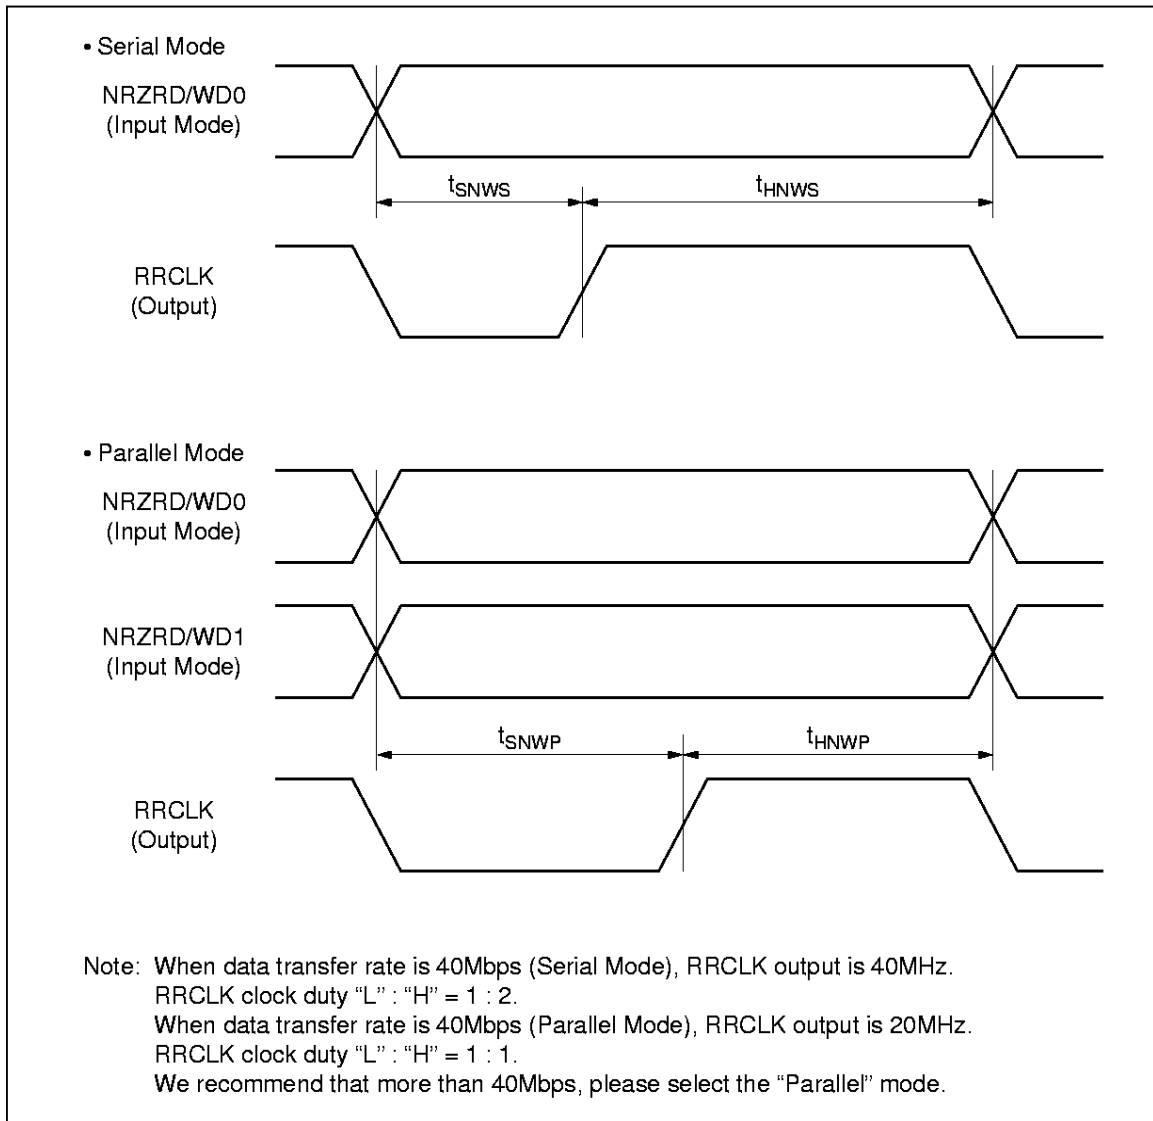 • Serial Mode
NRZRD/WD0
(Input Mode)
tSNWS
tHNWS
RRCLK
(Output)
• Parallel Mode
NRZRD/WD0
(Input Mode)
NRZRD/WD1
(Input Mode)
tSNWP
tHNWP
RRCLK
(Output)
Note: When data transfer rate is 40Mbps (Serial Mode), RRCLK output is 40MHz.
RRCLK clock duty “L” : “H” = 1 : 2.
When data transfer rate is 40Mbps (Parallel Mode), RRCLK output is 20MHz.
RRCLK clock duty “L” : “H” = 1 : 1.
We recommend that more than 40Mbps, please select the “Parallel” mode.